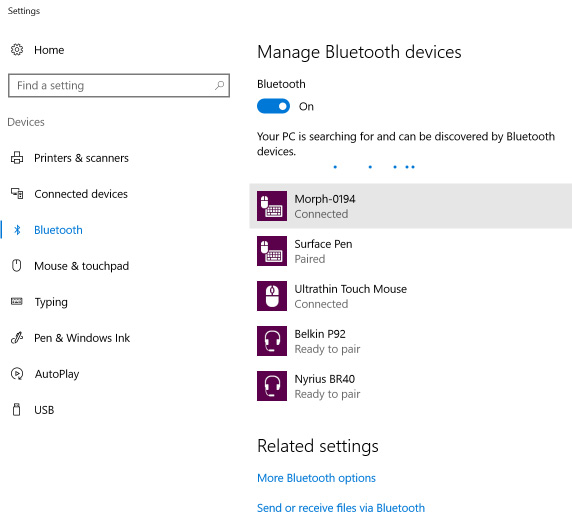 Settings
Home
Find a setting
Devices
Printers & scanners
Connected devices
Bluetooth
Mouse & touchpad
Typing
Pen & Windows Ink
AutoPlay
USB
Manage Bluetooth devices
Bluetooth
On
Your PC is searching for and can be discovered by Bluetooth
devices.
Morph-0194
Connected
Surface Pen
Paired
Ultrathin Touch Mouse
Connected
Belkin P92
Ready to pair
Nyrius BR40
Ready to pair
Related settings
More Bluetooth options
Send or receive files via Bluetooth